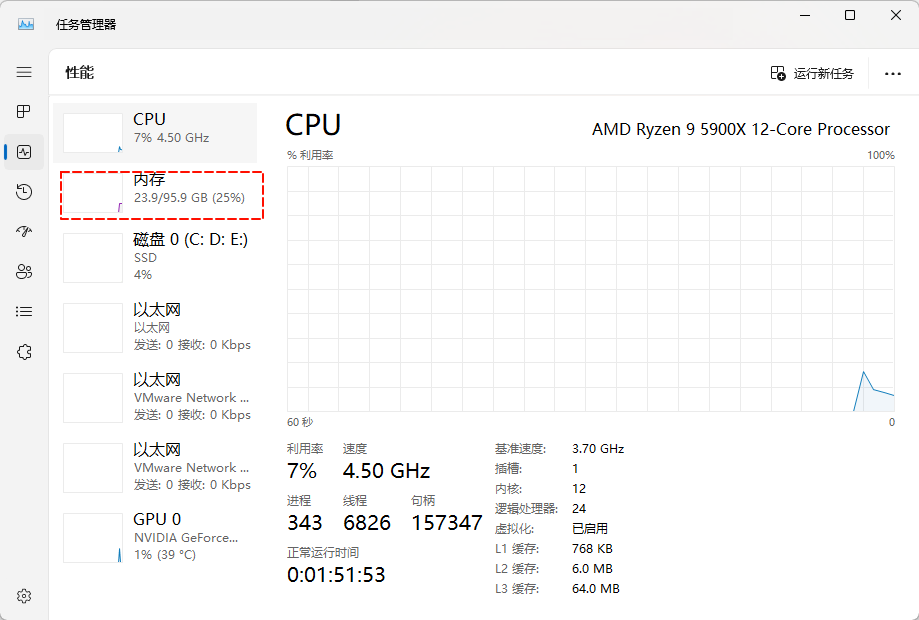 任务管理器
性能
运行新任务
CPU
7% 4.50 GHz
内存
23.9/95.9 GB (25%)
磁盘 0 (C: D: E:)
SSD
4%
以太网
以太网
发送: 0 接收: 0 Kbps
以太网
VMware Network ...
发送: 0 接收: 0 Kbps
以太网
VMware Network ...
发送: 0 接收: 0 Kbps
GPU 0
NVIDIA GeForce...
1% (39 °C)
CPU
AMD Ryzen 9 5900X 12-Core Processor
% 利用率
100%
60 秒
0
利用率 速度
7% 4.50 GHz
进程 线程 句柄
343 6826 157347
正常运行时间
0:01:51:53
基准速度: 3.70 GHz
插槽: 1
内核: 12
逻辑处理器: 24
虚拟化: 已启用
L1 缓存: 768 KB
L2 缓存: 6.0 MB
L3 缓存: 64.0 MB